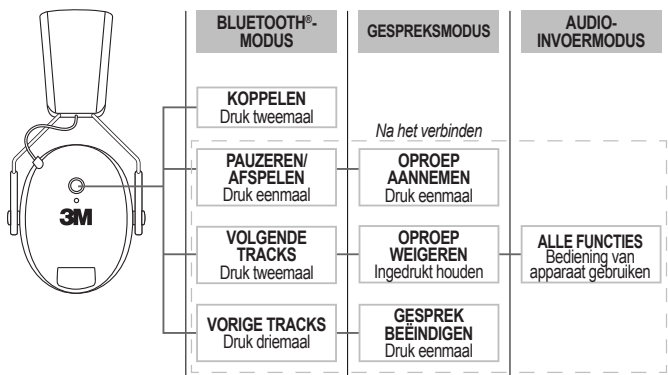 BLUETOOTH®-
MODUS
GESPREKSMODUS
AUDIO-
INVOERMODUS
KOPPELEN
Druk tweemaal
Na het verbinden
PAUZEREN/
AFSPELEN
Druk eenmaal
OPROEP
AANNEMEN
Druk eenmaal
3M
VOLGENDE
TRACKS
Druk tweemaal
OPROEP
WEIGEREN
Ingedrukt houden
ALLE FUNCTIES
Bediening van
apparaat gebruiken
VORIGE TRACKS
Druk driemaal
GESPREK
BEËINDIGEN
Druk eenmaal